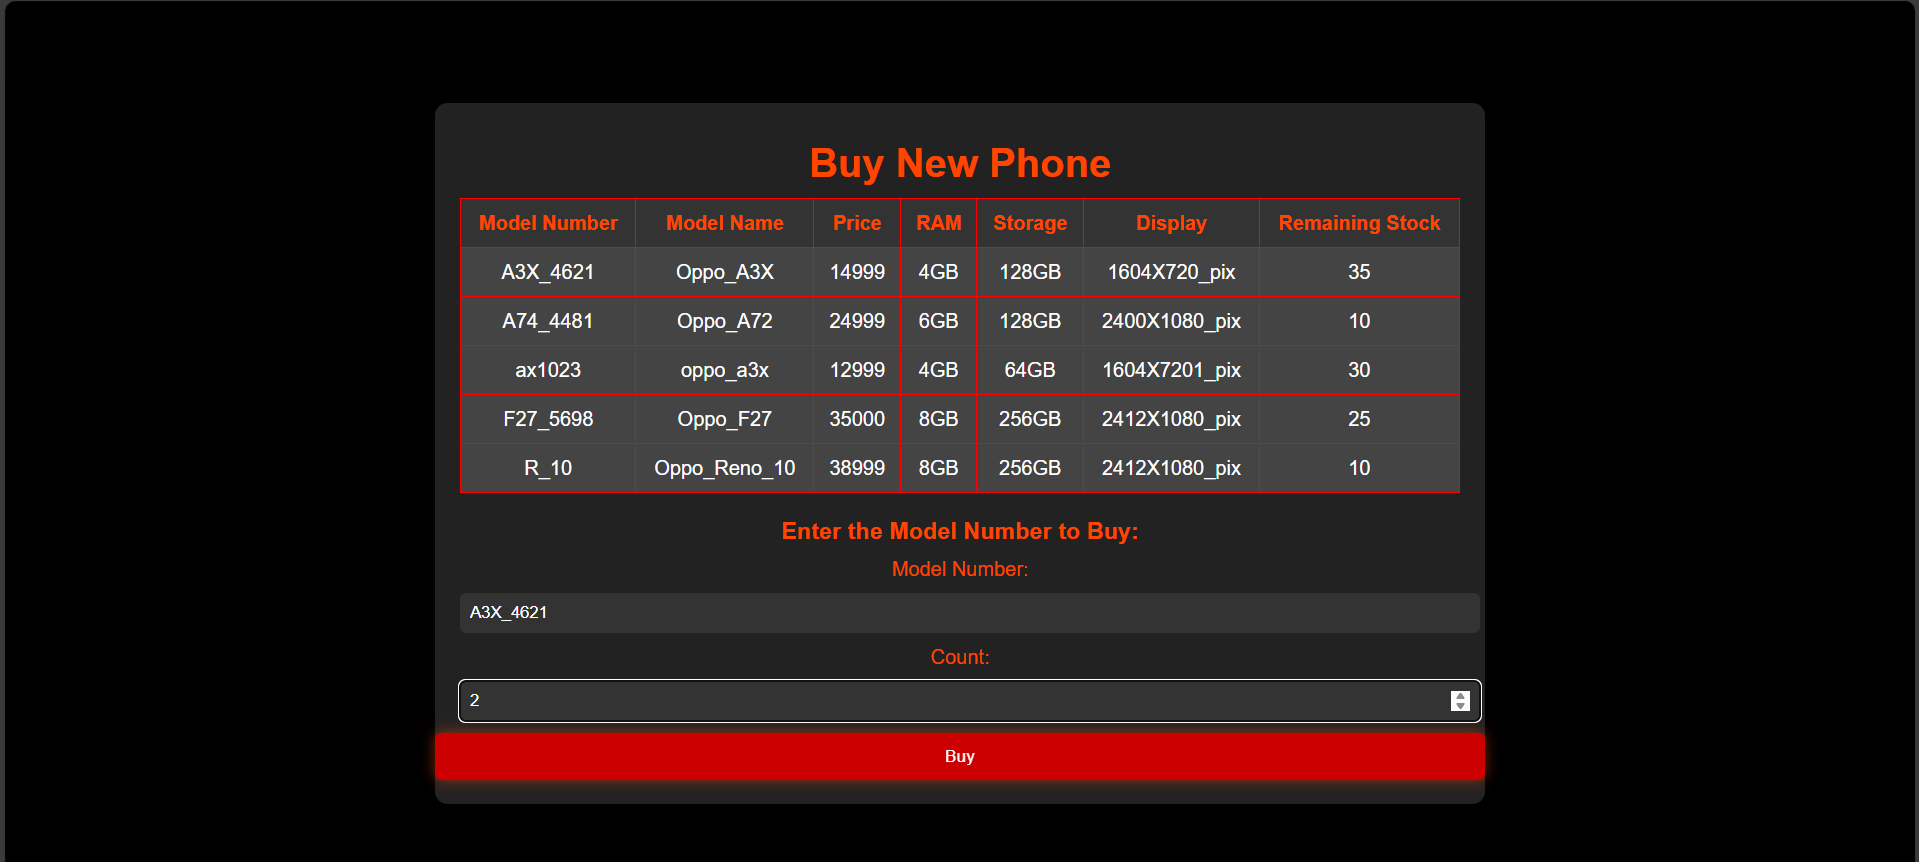 Buy New Phone
Model Number Model Name Price RAM Storage Display Remaining Stock
A3X_4621 Oppo_A3X 14999 4GB 128GB 1604X720_pix 35
A74_4481 Oppo_A72 24999 6GB 128GB 2400X1080_pix 10
ax1023 oppo_a3x 12999 4GB 64GB 1604X7201_pix 30
F27_5698 Oppo_F27 35000 8GB 256GB 2412X1080_pix 25
R_10 Oppo_Reno_10 38999 8GB 256GB 2412X1080_pix 10
Enter the Model Number to Buy:
Model Number:
A3X_4621
Count:
2
Buy